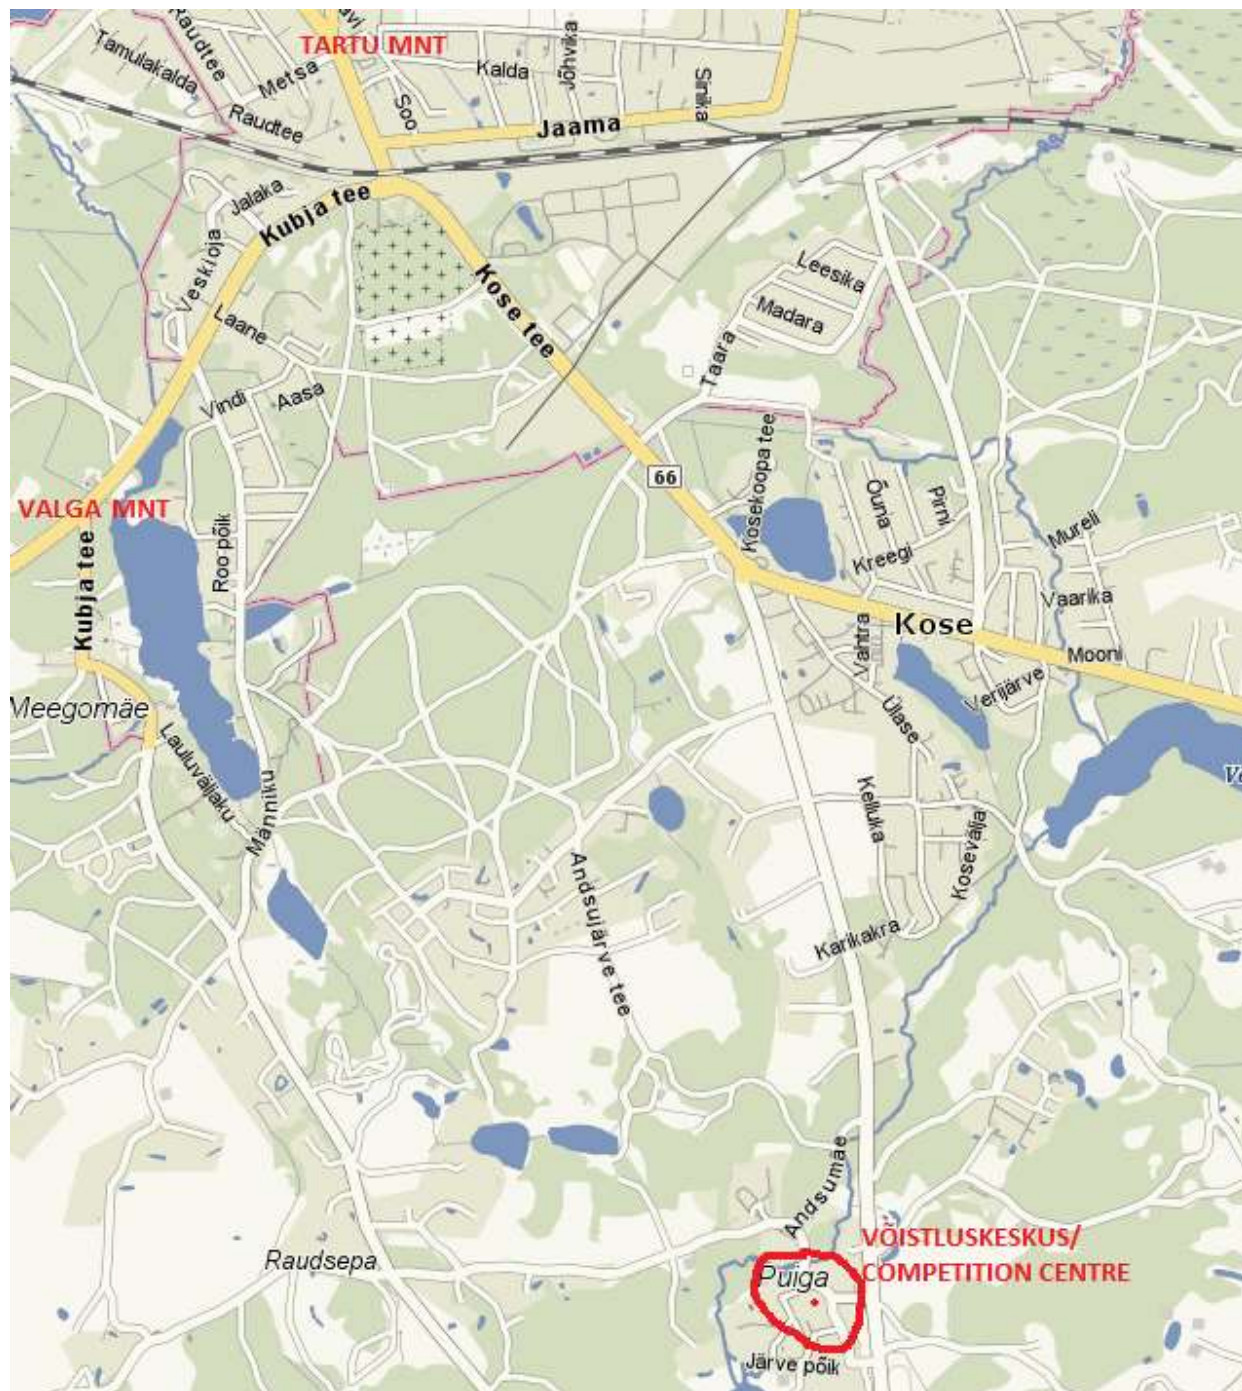 TARTU MNT
Raudtee
Tamulakalda
Metsa
Kalda
Jõhvika
Sinika
Soo
Raudtee
Jaama
Jalaka
Kubja tee
Veskioja
Kose tee
Leesika
Madara
Laane
Taara
Vindi
Aasa
66
Kosekoopa tee
Õuna
Pirni
VALGA MNT
Kubja tee
Roo põik
Mureli
Kreegi
Vaarika
Kose
Vahtra
Mooni
Verijärve
Meegomäe
Lauluväljaku
Ülase
Männiku
Kelluka
Kosevälja
Andsujärve tee
Karikakra
Andsumäe
VÕISTLUSKESKUS/
COMPETITION CENTRE
Raudsepa
Puiga
Järve põik